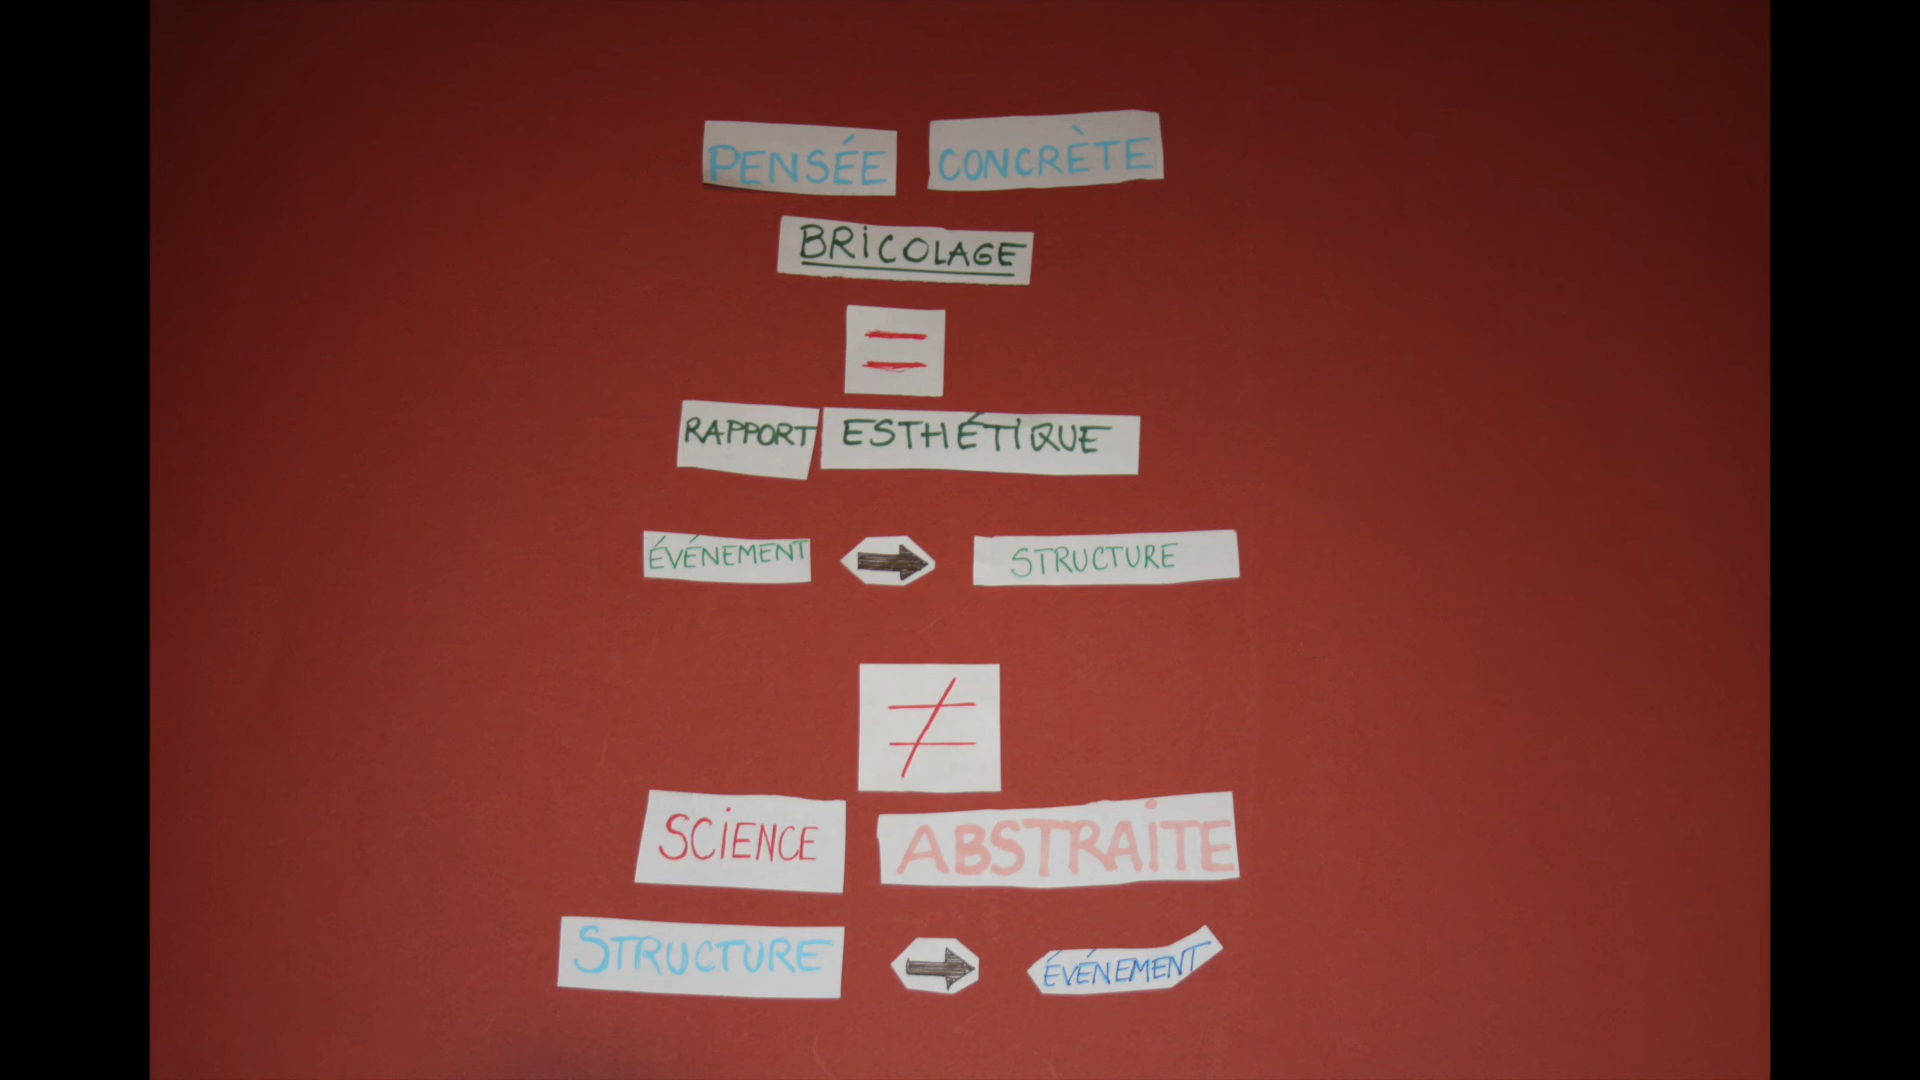 PENSÉE CONCRÈTE
BRICOLAGE
=
RAPPORT ESTHÉTIQUE
ÉVÉNEMENT → STRUCTURE
≠
SCIENCE ABSTRAITE
STRUCTURE → ÉVÉNEMENT